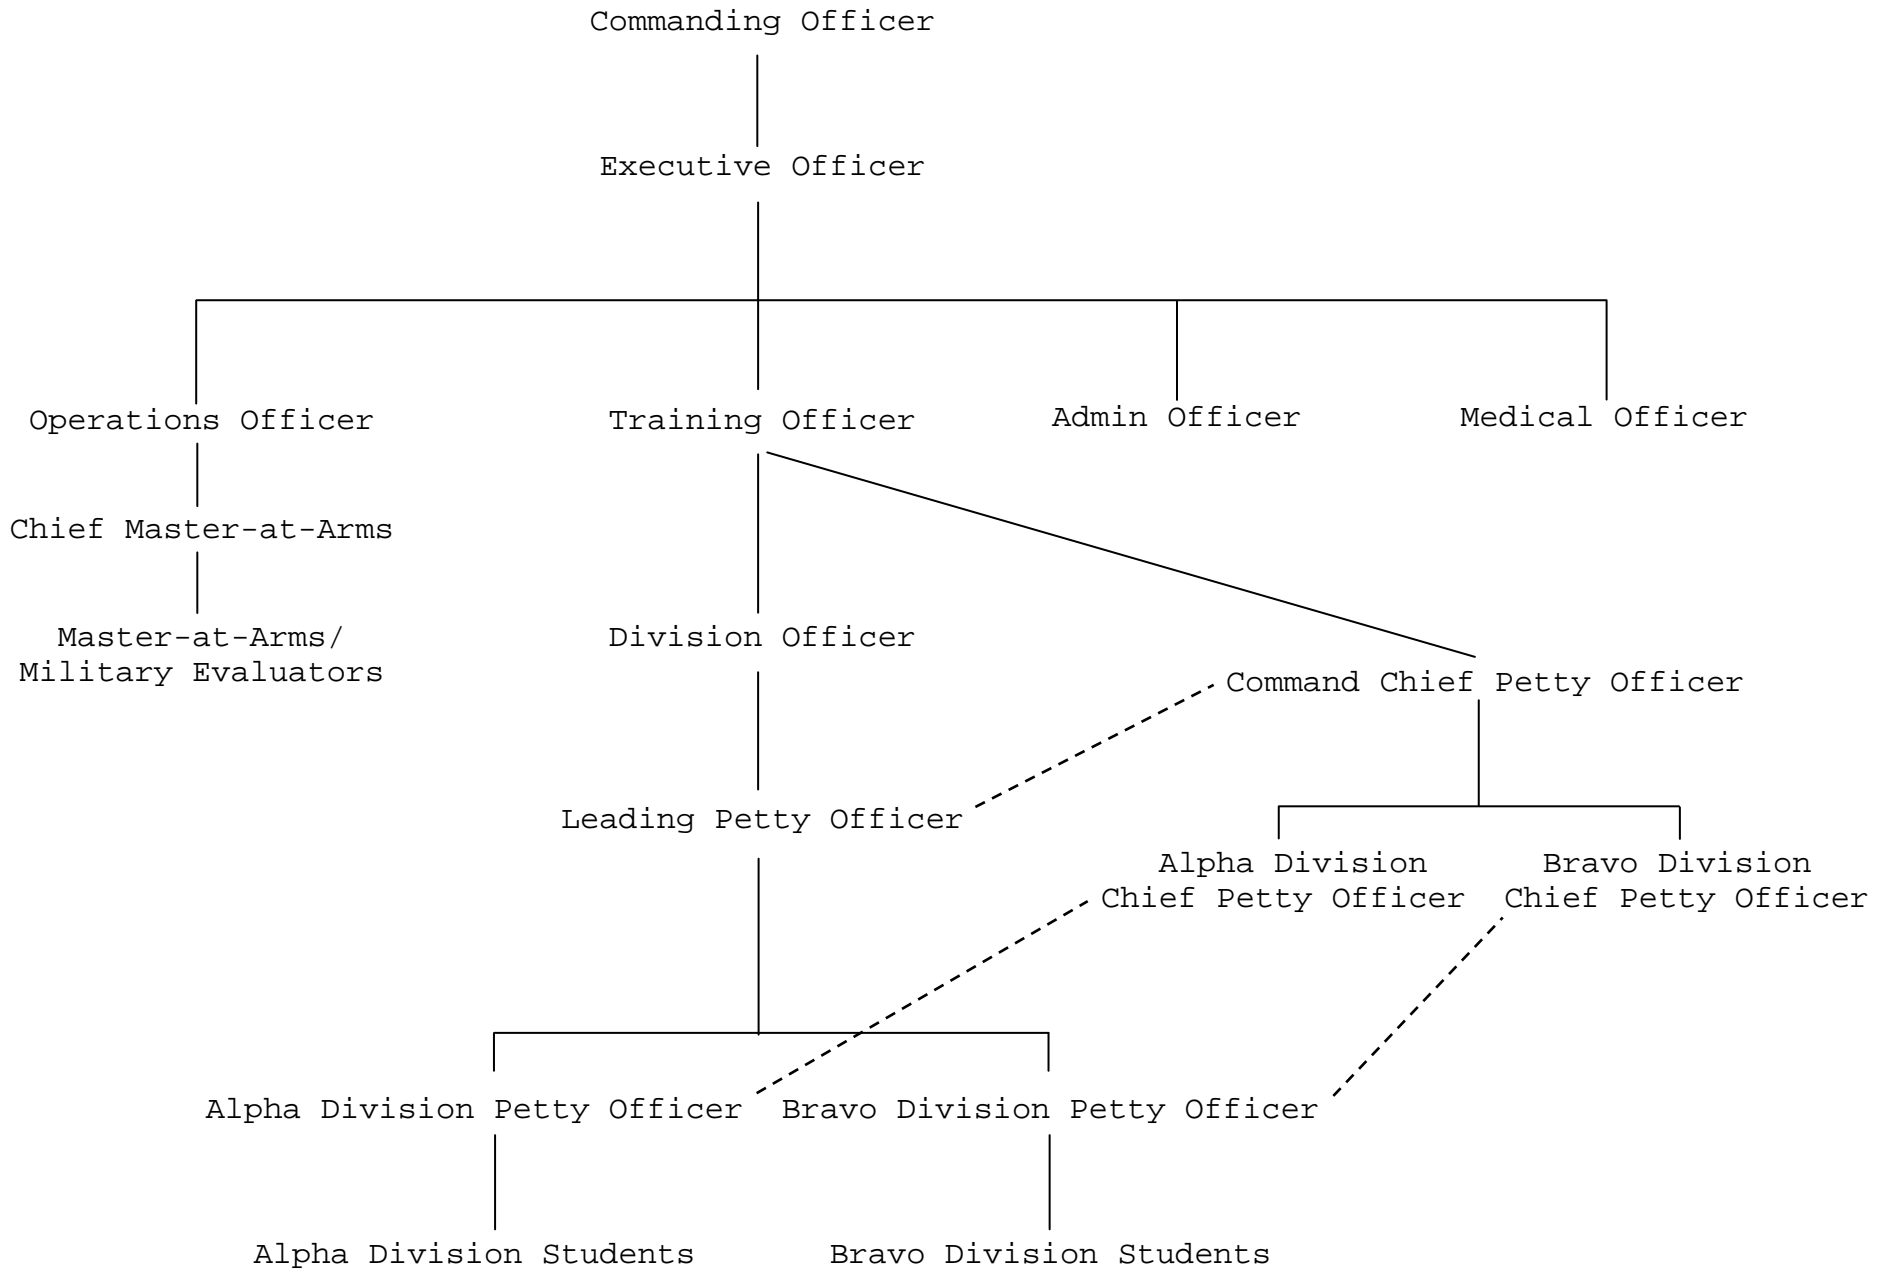 Commanding Officer
Executive Officer
Operations Officer
Training Officer
Admin Officer
Medical Officer
Chief Master-at-Arms
Master-at-Arms/
Military Evaluators
Division Officer
Command Chief Petty Officer
Leading Petty Officer
Alpha Division
Chief Petty Officer
Bravo Division
Chief Petty Officer
Alpha Division Petty Officer
Bravo Division Petty Officer
Alpha Division Students
Bravo Division Students